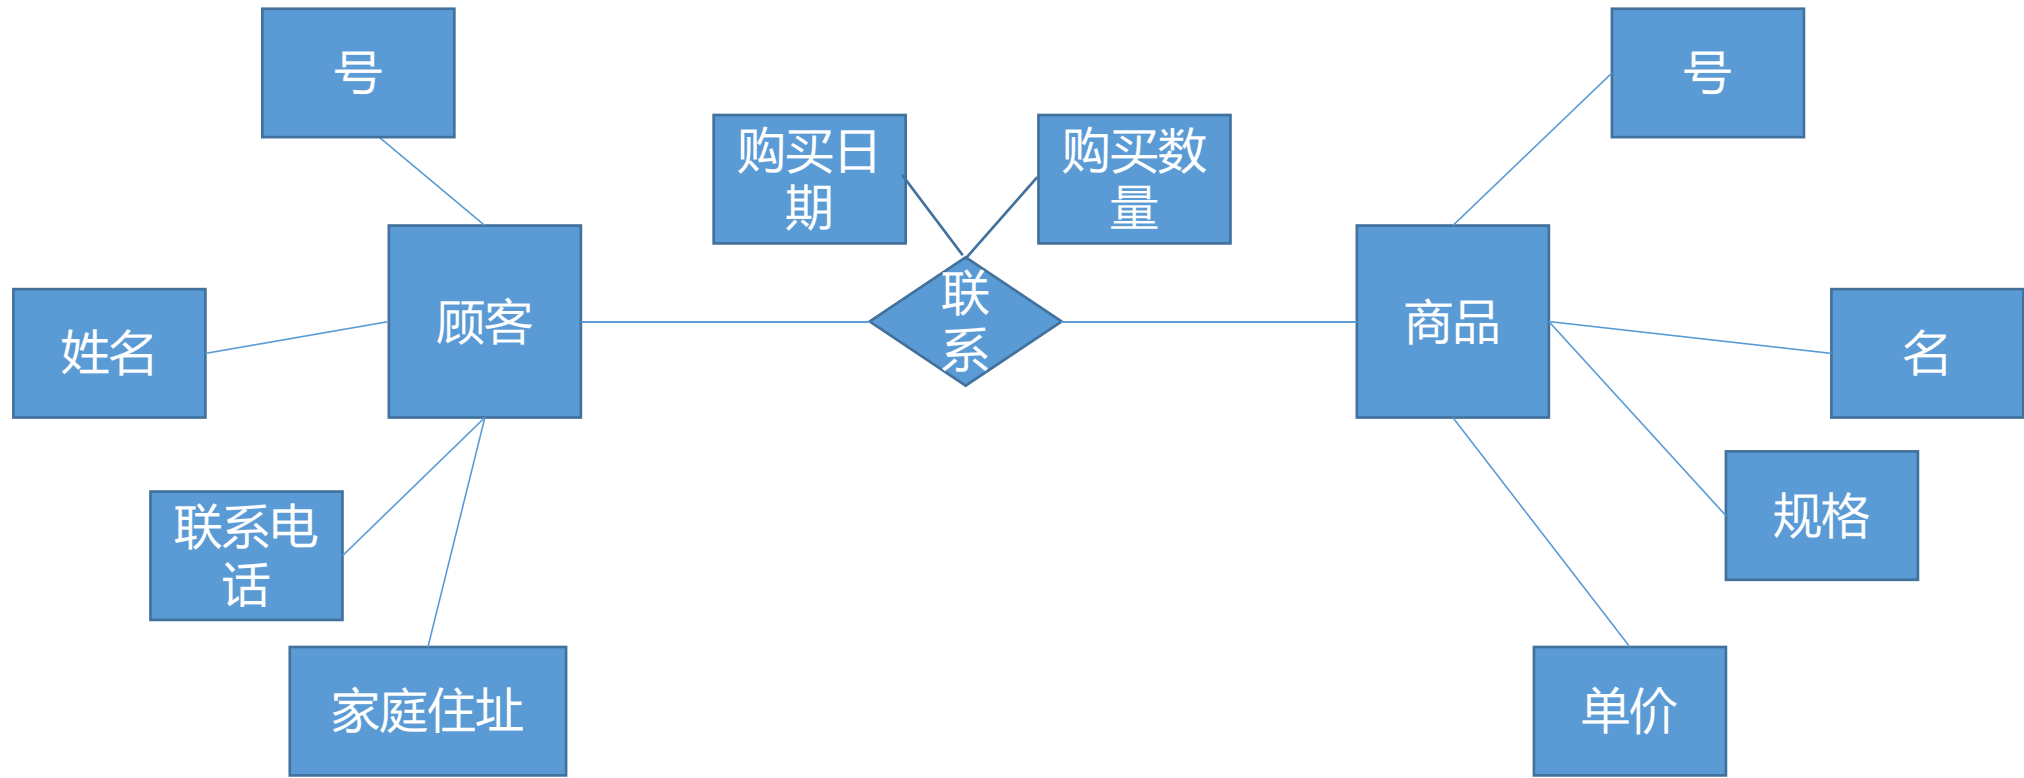 号
号
购买日
期
购买数
量
顾客
联
系
商品
姓名
名
联系电
话
规格
家庭住址
单价